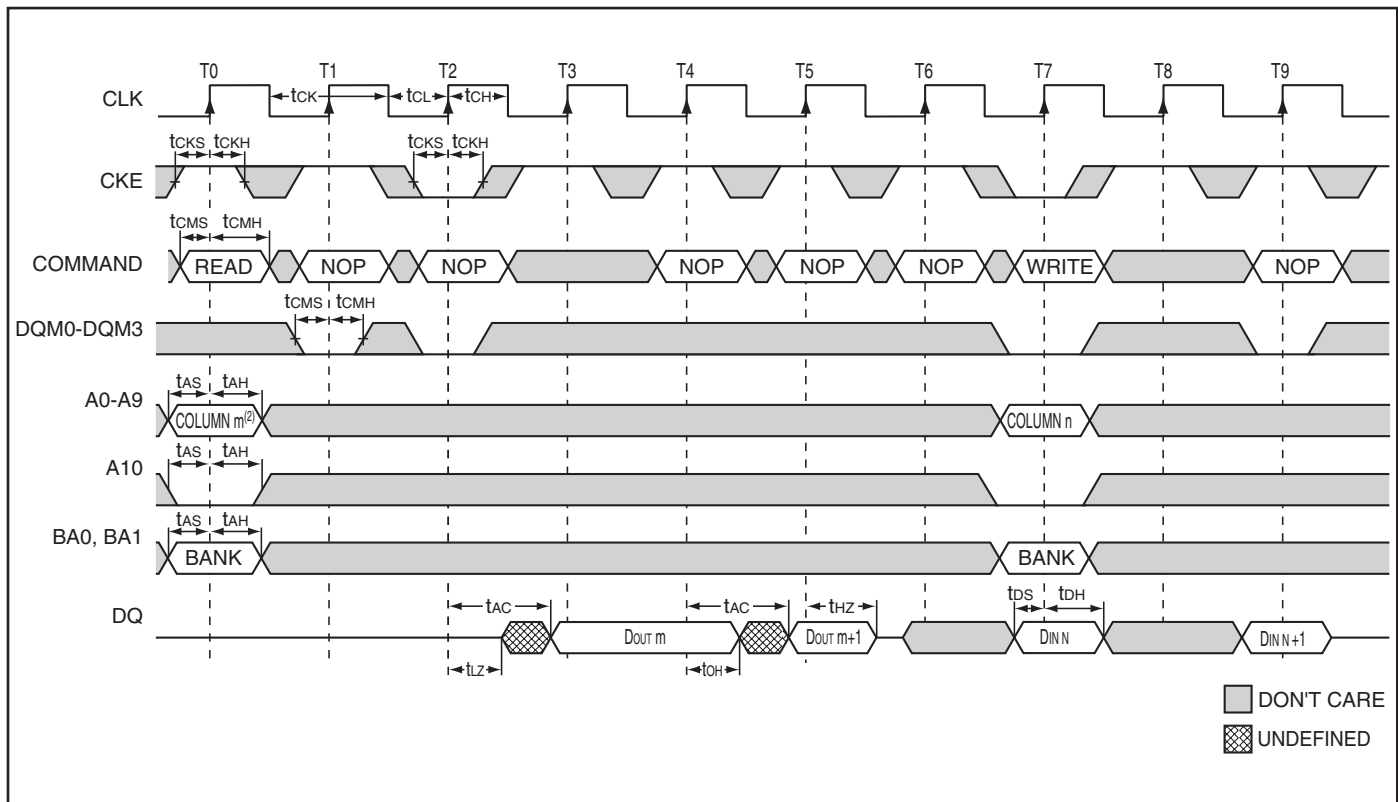 T0 T1 T2 T3 T4 T5 T6 T7 T8 T9
CLK tCK tCL tCH
tCKS tCKH tCKS tCKH
CKE
tCMS tCMH
COMMAND READ NOP NOP NOP NOP NOP WRITE NOP
tCMS tCMH
DQM0-DQM3
tAS tAH
A0-A9 COLUMN m(2) COLUMN n
tAS tAH
A10
tAS tAH
BA0, BA1 BANK BANK
tAC tAC tHZ tDS tDH
DQ DOUT m DOUT m+1 DIN N DIN N+1
tLZ tOH
DON'T CARE
UNDEFINED